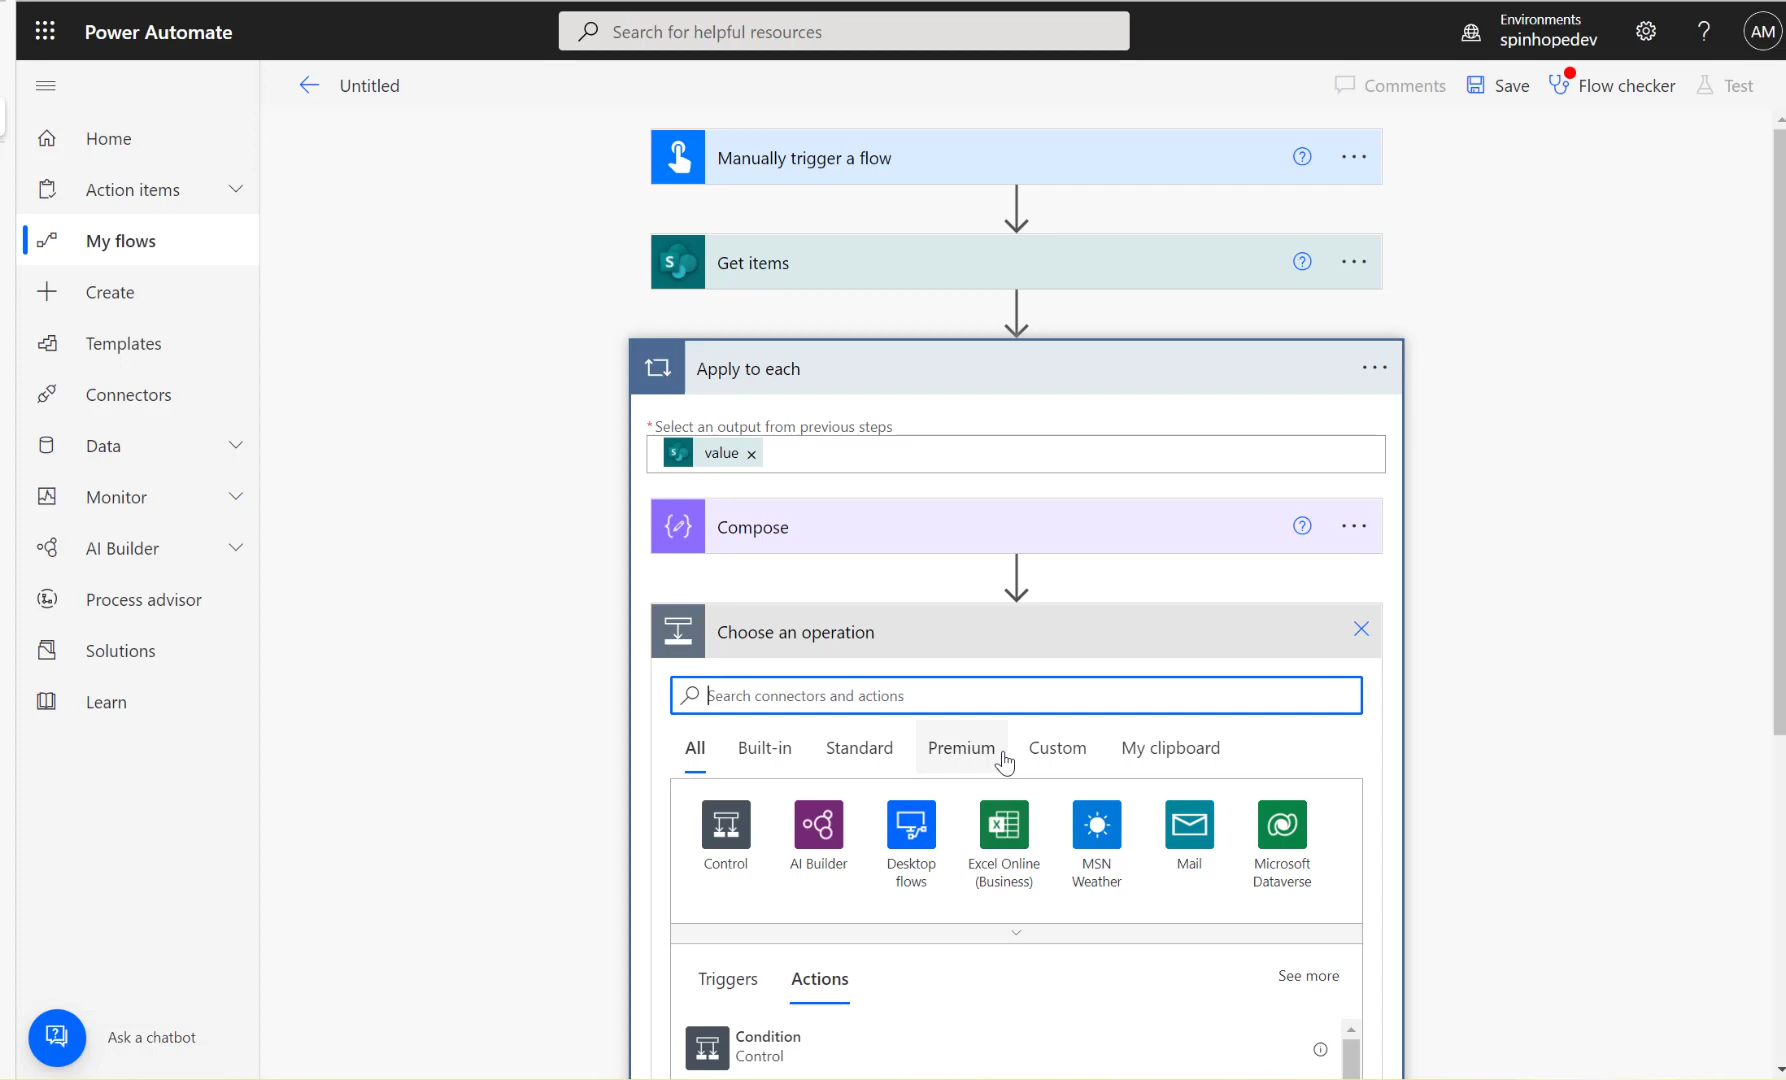 Power Automate
Search for helpful resources
Environments
spinhopedev
?
AM
Untitled
Comments
Save
Flow checker
Test
Home
Action items
My flows
Create
Templates
Connectors
Data
Monitor
AI Builder
Process advisor
Solutions
Learn
Ask a chatbot
Manually trigger a flow
?
...
S
Get items
?
...
Apply to each
...
* Select an output from previous steps
value ×
Compose
?
...
Choose an operation
Search connectors and actions
All
Built-in
Standard
Premium
Custom
My clipboard
Control
AI Builder
Desktop
flows
Excel Online
(Business)
MSN
Weather
Mail
Microsoft
Dataverse
Triggers
Actions
See more
Condition
Control